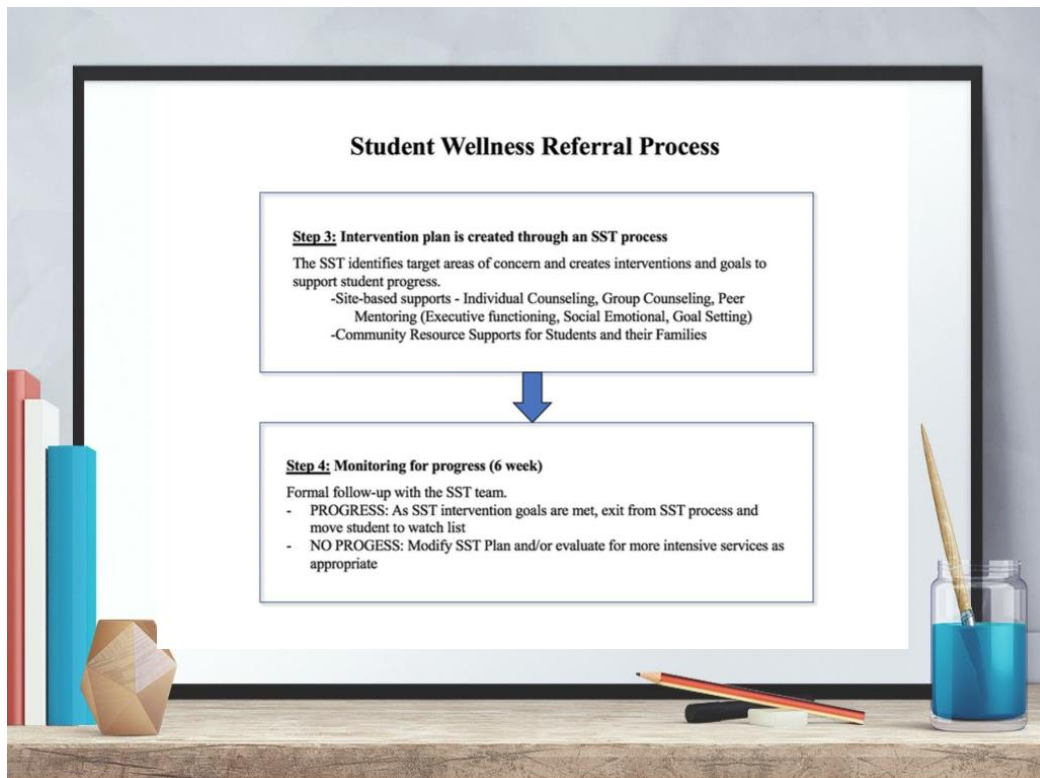 Student Wellness Referral Process
Step 3: Intervention plan is created through an SST process
The SST identifies target areas of concern and creates interventions and goals to
support student progress.
-Site-based supports - Individual Counseling, Group Counseling, Peer
Mentoring (Executive functioning, Social Emotional, Goal Setting)
-Community Resource Supports for Students and their Families
Step 4: Monitoring for progress (6 week)
Formal follow-up with the SST team.
- PROGRESS: As SST intervention goals are met, exit from SST process and
move student to watch list
- NO PROGESS: Modify SST Plan and/or evaluate for more intensive services as
appropriate